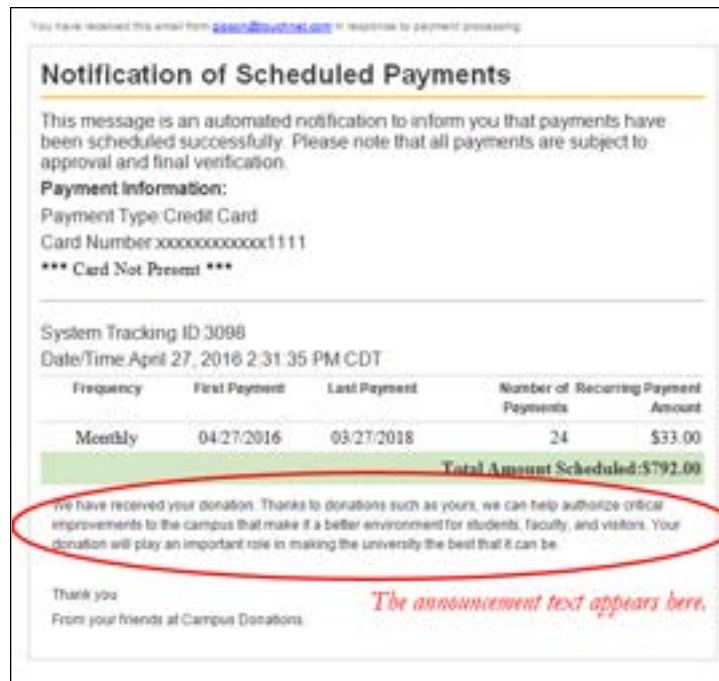 You have received this email from in response to payment processing.
Notification of Scheduled Payments
This message is an automated notification to inform you that payments have
been scheduled successfully. Please note that all payments are subject to
approval and final verification.
Payment Information:
Payment Type:Credit Card
Card Number:xxxxxxxxxxxx1111
*** Card Not Present ***
System Tracking ID:3098
Date/Time:April 27, 2016 2:31:35 PM CDT
Frequency First Payment Last Payment Number of Payments Recurring Payment Amount
Monthly 04/27/2016 03/27/2018 24 $33.00
Total Amount Scheduled:$792.00
We have received your donation. Thanks to donations such as yours, we can help authorize critical
improvements to the campus that make it a better environment for students, faculty, and visitors. Your
donation will play an important role in making the university the best that it can be.
Thank you
The announcement text appears here.
From your friends at Campus Donations.